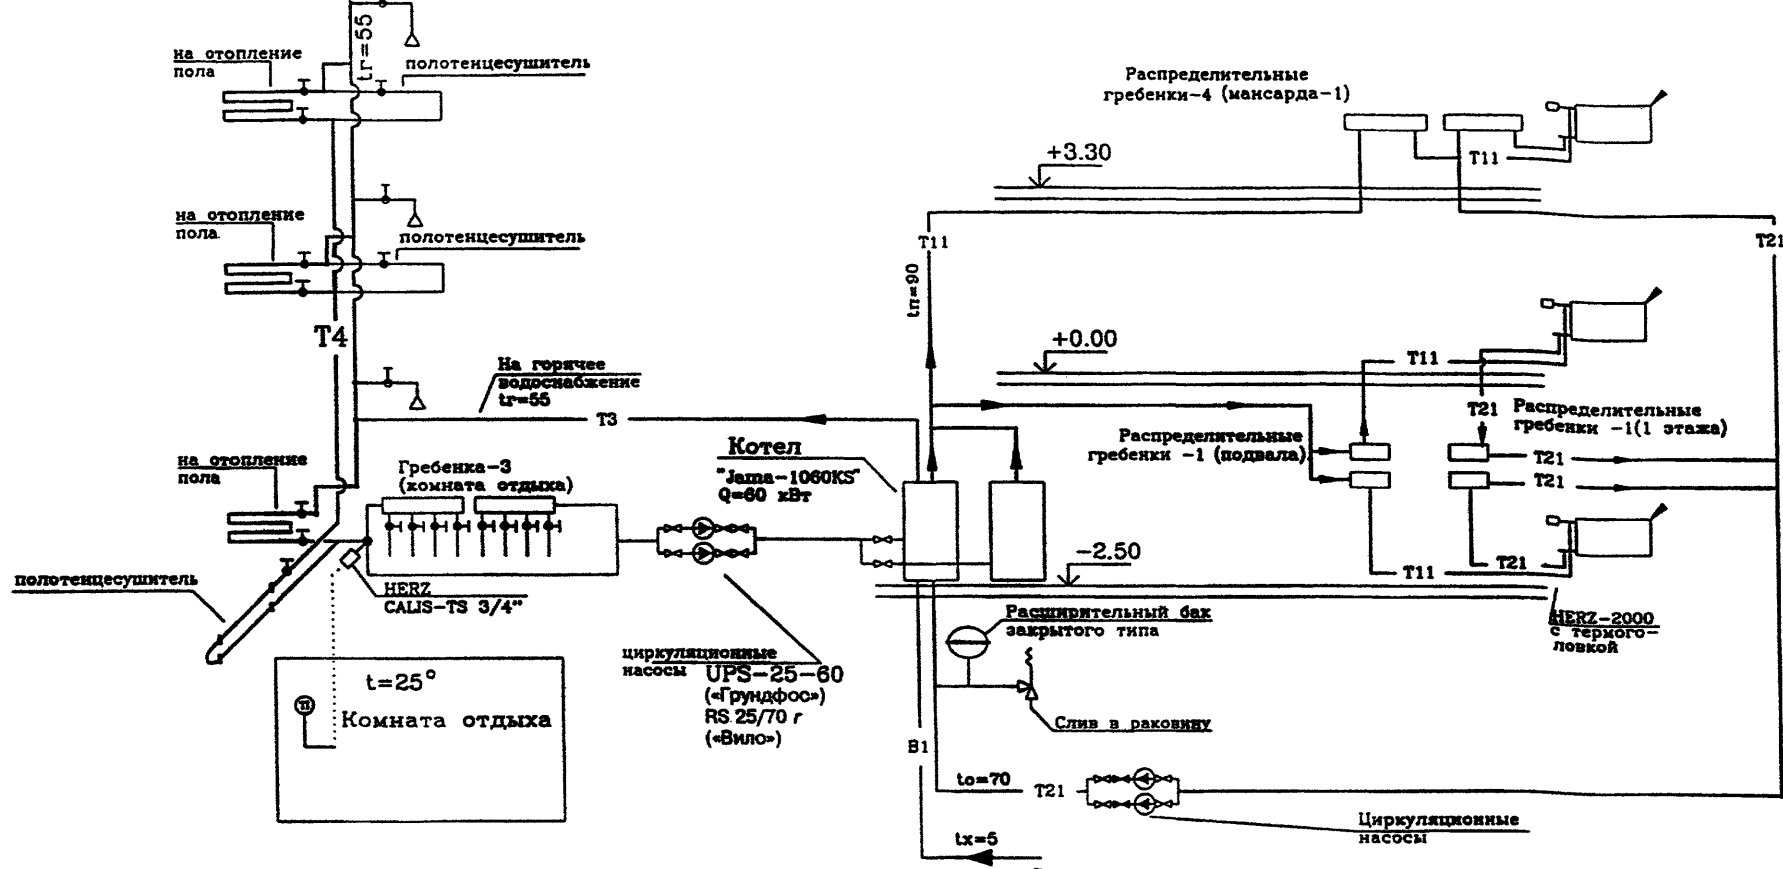 tг=55
на отопление
пола
полотенцесушитель
Распределительные
гребенки-4 (мансарда-1)
+3.30
T11
на отопление
пола.
полотенцесушитель
T11
T21
tп=90
T4
+0.00
T11
На горячее
водоснабжение
tг=55
T3
T21
Распределительные
гребенки -1(1 этажа)
Распределительные
гребенки -1 (подвала)
Котел
"Jama-1060KS"
Q=60 кВт
T21
T21
на отопление
пола
Гребенка-3
(комната отдыха)
-2.50
T21
T11
полотенцесушитель
HERZ
CALIS-TS 3/4"
Расширительный бак
закрытого типа
HERZ-2000
с термого-
ловкой
циркуляционные
насосы UPS-25-60
(«Грундфос»)
RS 25/70 г
(«Вило»)
t=25°
Комната отдыха
Слив в раковину
B1
to=70
T21
Циркуляционные
насосы
tx=5